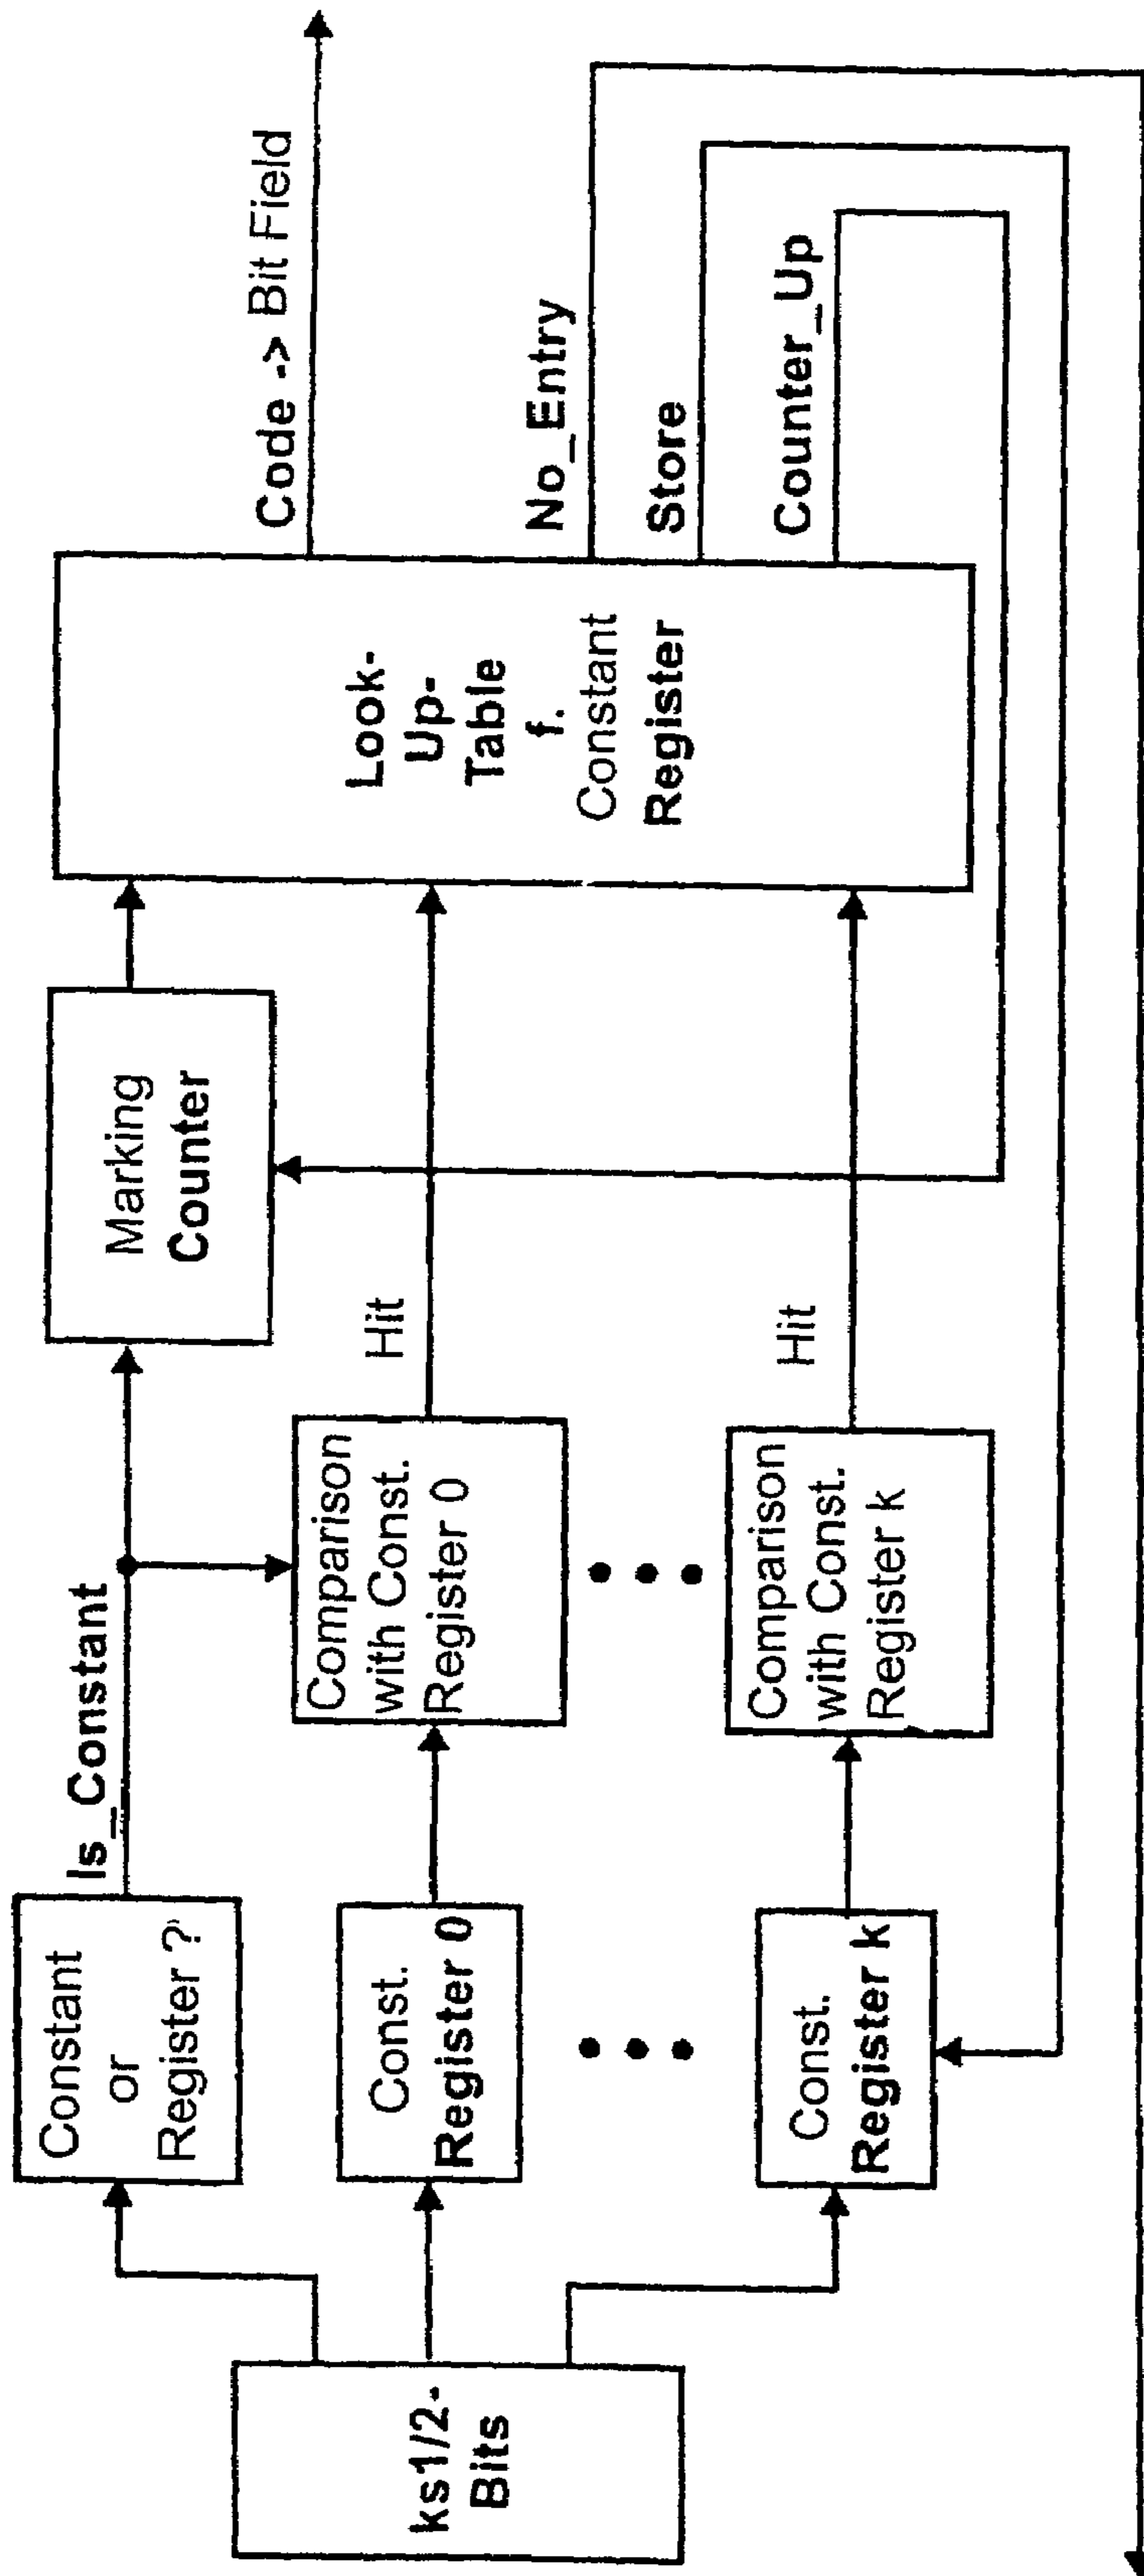 ks1/2-
Bits
Constant
or
Register ?
Const.
Register 0
Const.
Register k
Is_Constant
Comparison
with Const.
Register 0
Comparison
with Const.
Register k
Hit
Hit
Marking
Counter
Look-
Up-
Table
f.
Constant
Register
Code -> Bit Field
No_Entry
Store
Counter_Up